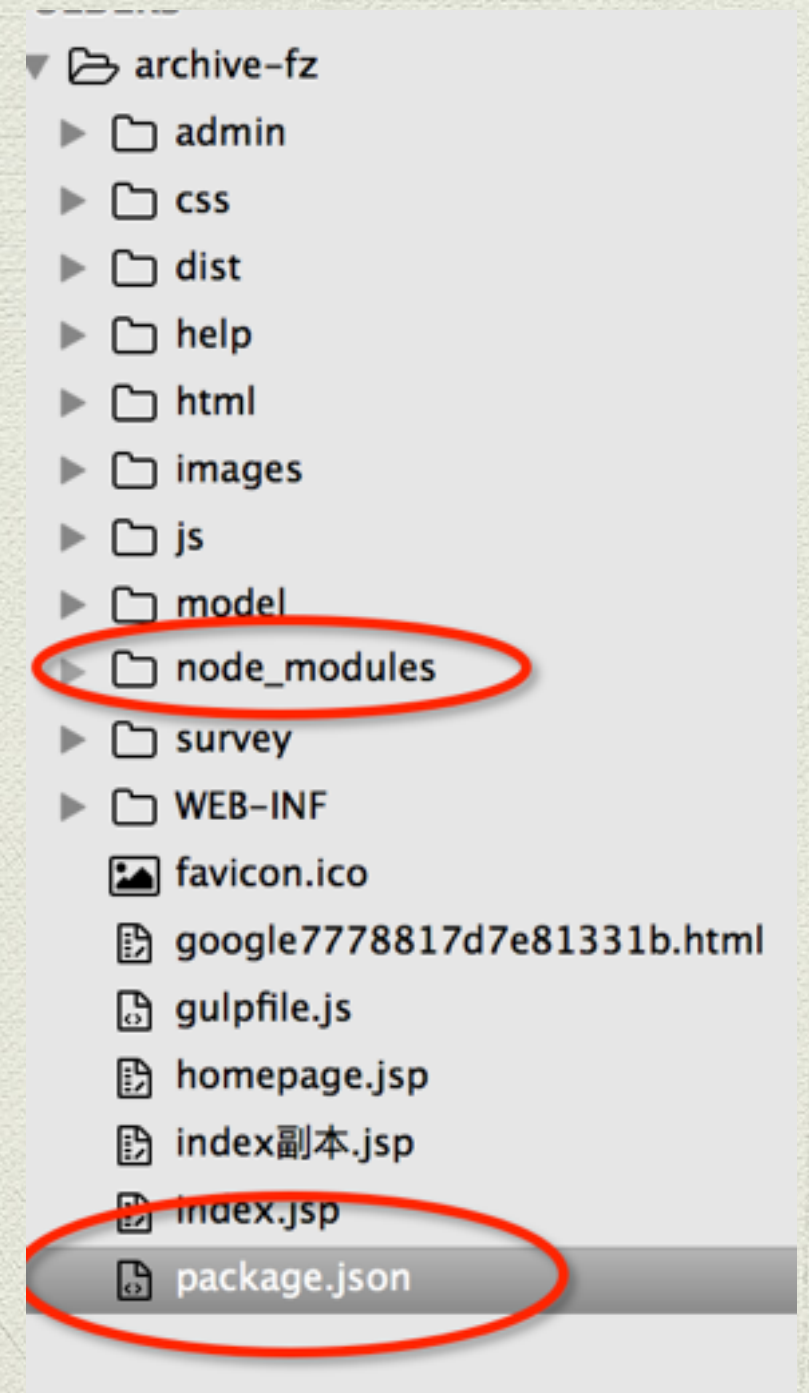 archive-fz
admin
css
dist
help
html
images
js
model
node_modules
survey
WEB-INF
favicon.ico
google7778817d7e81331b.html
gulpfile.js
homepage.jsp
index副本.jsp
index.jsp
package.json